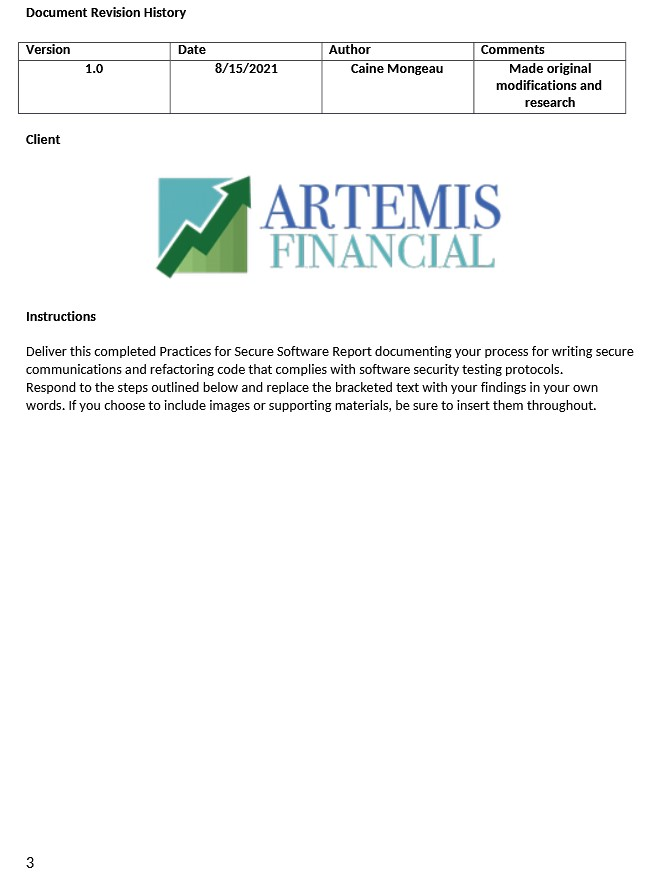 Document Revision History
Version Date Author Comments
1.0 8/15/2021 Caine Mongeau Made original
modifications and
research
Client
ARTEMIS
FINANCIAL
Instructions
Deliver this completed Practices for Secure Software Report documenting your process for writing secure
communications and refactoring code that complies with software security testing protocols.
Respond to the steps outlined below and replace the bracketed text with your findings in your own
words. If you choose to include images or supporting materials, be sure to insert them throughout.
3